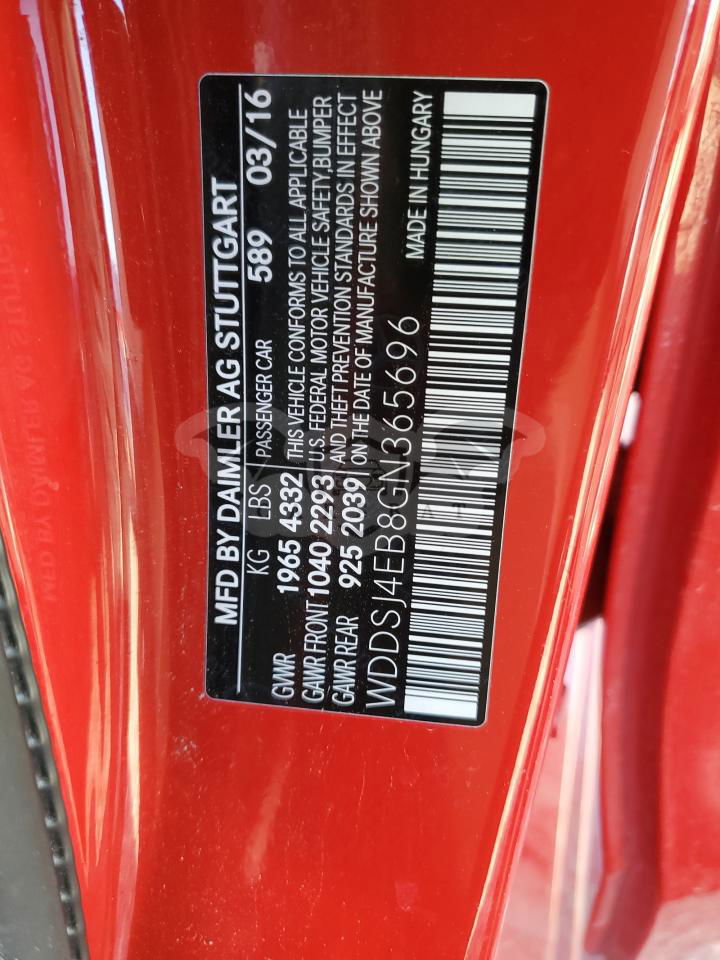 MFD BY DAIMLER AG STUTTGART
KG LBS PASSENGER CAR 589 03/16
GWR 1965 4332 THIS VEHICLE CONFORMS TO ALL APPLICABLE
GAWR FRONT 1040 2293 U.S. FEDERAL MOTOR VEHICLE SAFETY,BUMPER
GAWR REAR 925 2039 AND THEFT PREVENTION STANDARDS IN EFFECT
ON THE DATE OF MANUFACTURE SHOWN ABOVE
WDDSJ4EB8GN365696 MADE IN HUNGARY